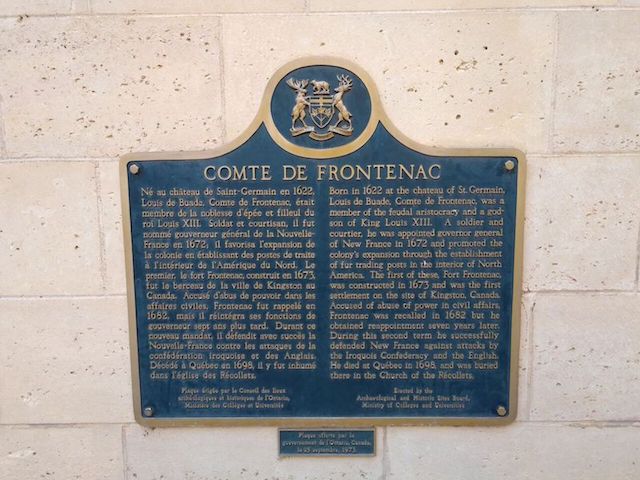 COMTE DE FRONTENAC
Né au château de Saint-Germain en 1622,
Louis de Buade, Comte de Frontenac, était
membre de la noblesse d'épée et filleul du
roi Louis XIII. Soldat et courtisan, il fut
nommé gouverneur général de la Nouvelle-
France en 1672, il favorisa l'expansion de
la colonie en établissant des postes de traite
à l'intérieur de l'Amérique du Nord. Le
premier, le fort Frontenac, construit en 1673,
fut le berceau de la ville de Kingston au
Canada. Accusé d'abus de pouvoir dans les
affaires civiles, Frontenac fut rappelé en
1682, mais il réintégra ses fonctions de
gouverneur sept ans plus tard. Durant ce
nouveau mandat, il défendit avec succès la
Nouvelle-France contre les attaques de la
confédération iroquoise et des Anglais.
Décédé à Québec en 1698, il y fut inhumé
dans l'église des Récollets.
Plaque érigée par le Conseil des lieux
archéologiques et historiques de l'Ontario,
Ministère des Collèges et Universités
Born in 1622 at the chateau of St. Germain,
Louis de Buade, Comte de Frontenac, was a
member of the feudal aristocracy and a god-
son of King Louis XIII. A soldier and
courtier, he was appointed governor general
of New France in 1672 and promoted the
colony's expansion through the establishment
of fur trading posts in the interior of North
America. The first of these, Fort Frontenac,
was constructed in 1673 and was the first
settlement on the site of Kingston, Canada.
Accused of abuse of power in civil affairs,
Frontenac was recalled in 1682 but he
obtained reappointment seven years later.
During this second term he successfully
defended New France against attacks by
the Iroquois Confederacy and the English.
He died at Québec in 1698, and was buried
there in the Church of the Récollets.
Erected by the
Archaeological and Historic Sites Board,
Ministry of Colleges and Universities
Plaque offerte par le
gouvernement de l'Ontario, Canada,
le 15 septembre, 1973